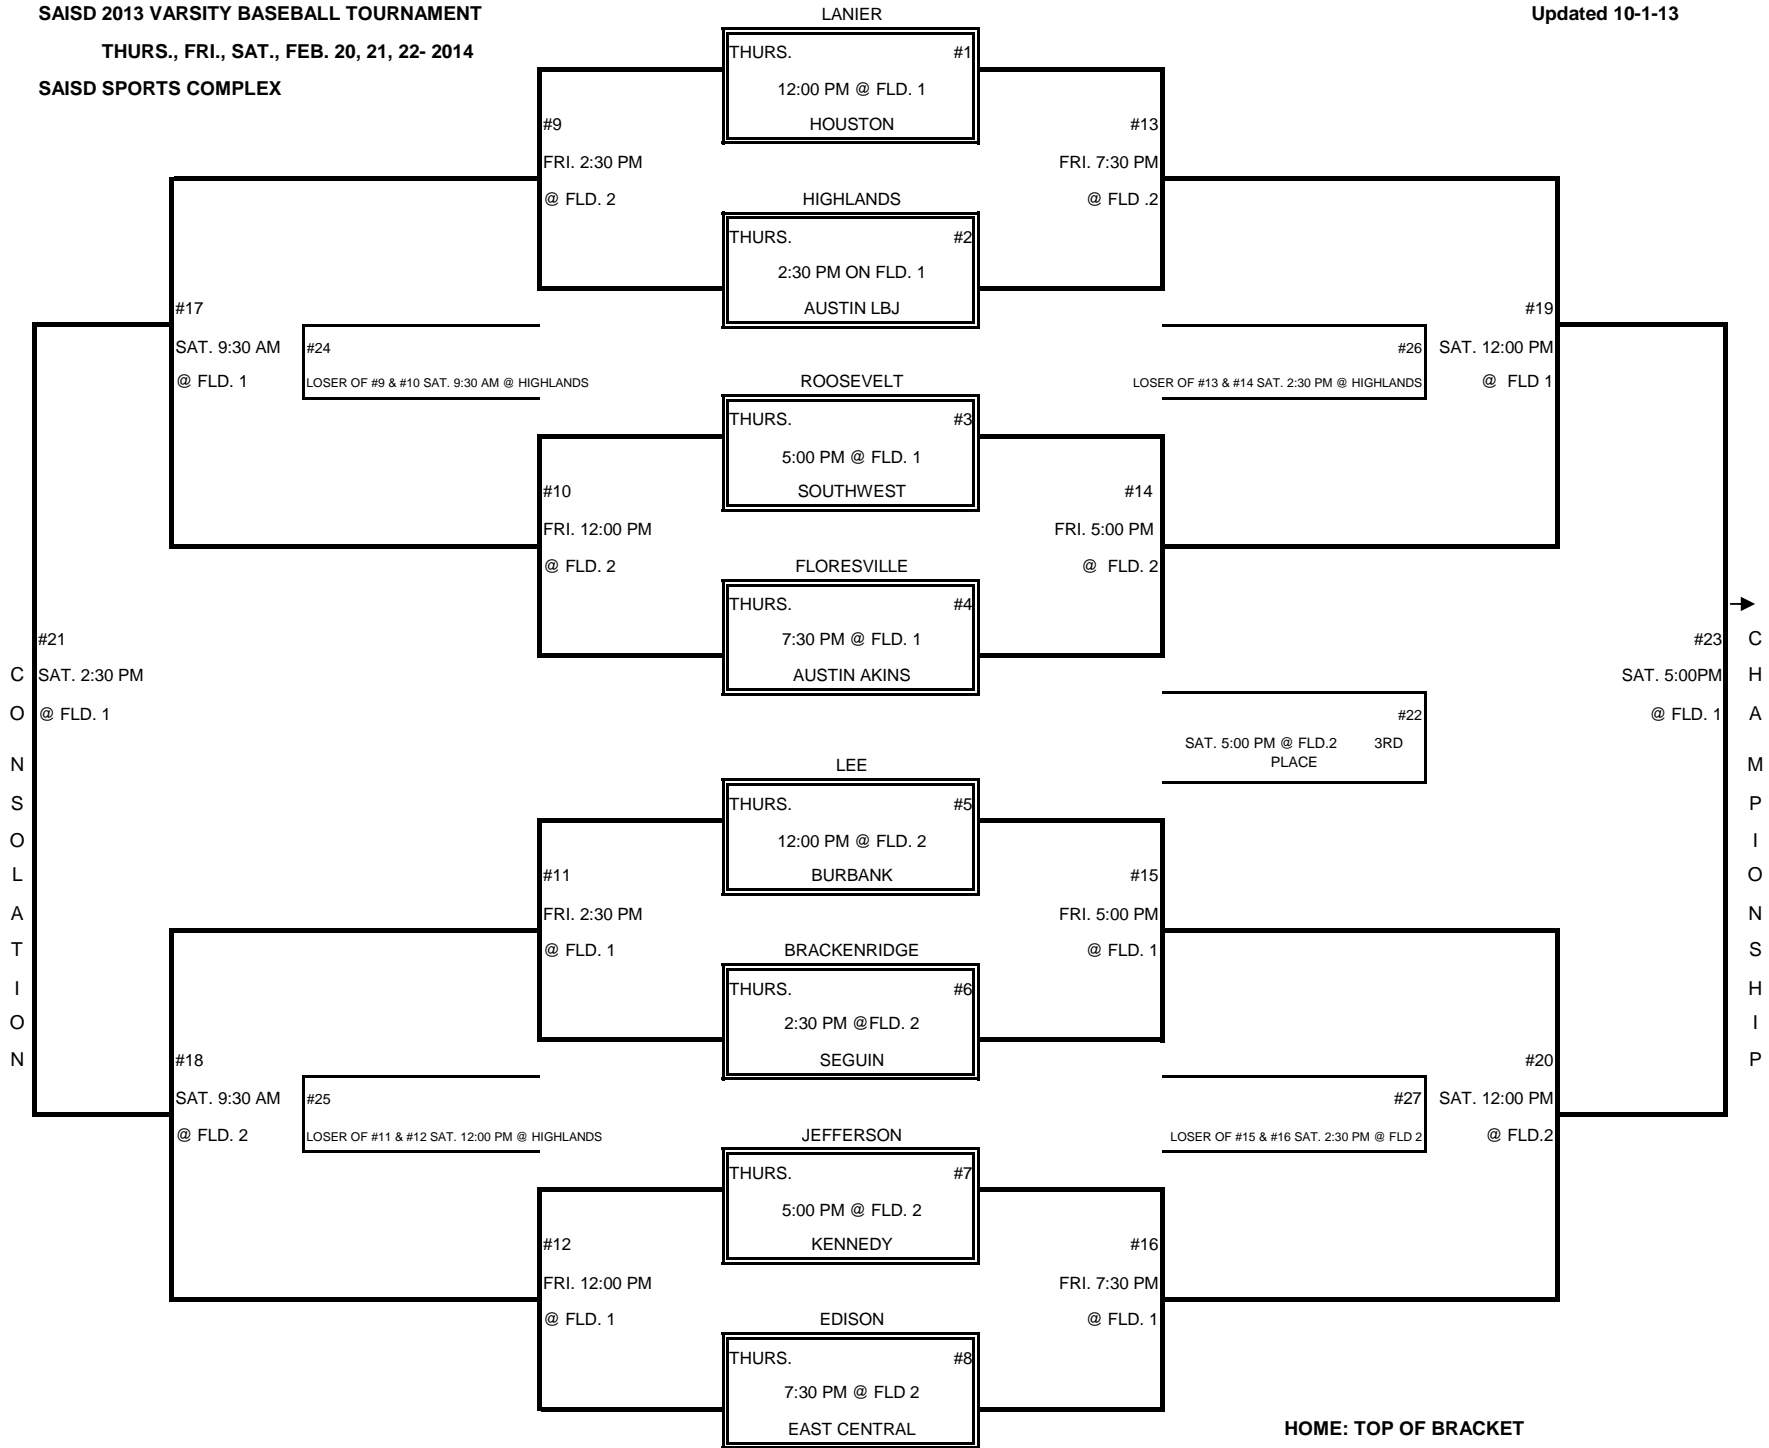 SAISD 2013 VARSITY BASEBALL TOURNAMENT
LANIER
Updated 10-1-13
THURS., FRI., SAT., FEB. 20, 21, 22- 2014
THURS. #1
SAISD SPORTS COMPLEX
12:00 PM @ FLD. 1
HOUSTON
#9
FRI. 2:30 PM
@ FLD. 2
#13
FRI. 7:30 PM
@ FLD .2
HIGHLANDS
THURS. #2
2:30 PM ON FLD. 1
AUSTIN LBJ
#17
SAT. 9:30 AM
@ FLD. 1
#24
LOSER OF #9 & #10 SAT. 9:30 AM @ HIGHLANDS
#26
LOSER OF #13 & #14 SAT. 2:30 PM @ HIGHLANDS
#19
SAT. 12:00 PM
@ FLD 1
ROOSEVELT
THURS. #3
5:00 PM @ FLD. 1
SOUTHWEST
#10
FRI. 12:00 PM
@ FLD. 2
#14
FRI. 5:00 PM
@ FLD. 2
FLORESVILLE
THURS. #4
7:30 PM @ FLD. 1
AUSTIN AKINS
#21
SAT. 2:30 PM
@ FLD. 1
#23
SAT. 5:00PM
@ FLD. 1
#22
SAT. 5:00 PM @ FLD.2 3RD
PLACE
CONSOLATION
CHAMPIONSHIP
LEE
THURS. #5
12:00 PM @ FLD. 2
BURBANK
#11
FRI. 2:30 PM
@ FLD. 1
#15
FRI. 5:00 PM
@ FLD. 1
BRACKENRIDGE
THURS. #6
2:30 PM @FLD. 2
SEGUIN
#18
SAT. 9:30 AM
@ FLD. 2
#25
LOSER OF #11 & #12 SAT. 12:00 PM @ HIGHLANDS
#27
LOSER OF #15 & #16 SAT. 2:30 PM @ FLD 2
#20
SAT. 12:00 PM
@ FLD.2
JEFFERSON
THURS. #7
5:00 PM @ FLD. 2
KENNEDY
#12
FRI. 12:00 PM
@ FLD. 1
#16
FRI. 7:30 PM
@ FLD. 1
EDISON
THURS. #8
7:30 PM @ FLD 2
EAST CENTRAL
HOME: TOP OF BRACKET